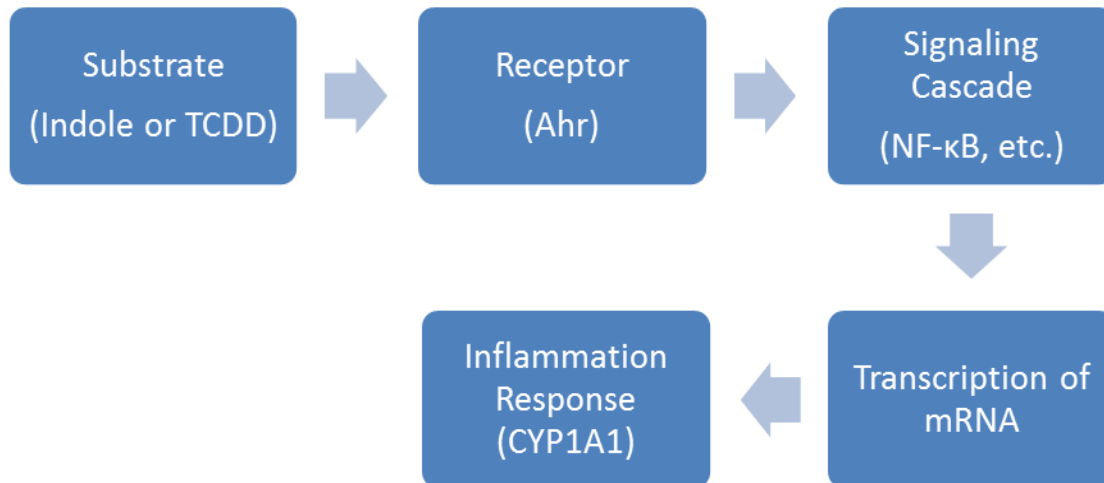 Substrate
(Indole or TCDD)
Receptor
(Ahr)
Signaling
Cascade
(NF-κB, etc.)
Transcription of
mRNA
Inflammation
Response
(CYP1A1)